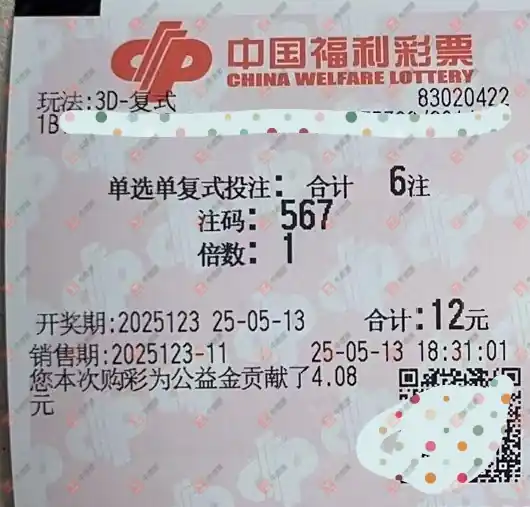 中国福利彩票
CHINA WELFARE LOTTERY
玩法:3D-复式 83020422
单选单复式投注: 合计 6注
注码: 567
倍数: 1
开奖期:2025123 25-05-13 合计:12元
销售期:2025123-11 25-05-13 18:31:01
您本次购彩为公益金贡献了4.08
元